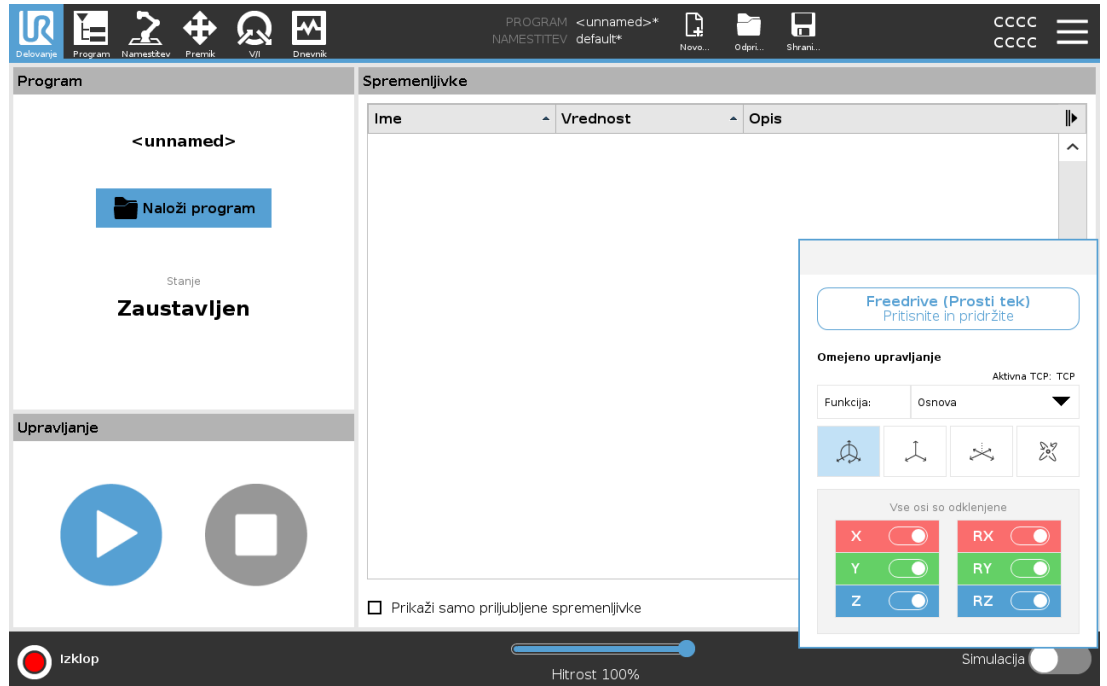 PROGRAM <unnamed>*
NAMESTITEV default*
CCCC
CCCC
Delovanje Program Namestitev Premik V/I Dnevnik Novo... Odpri... Shrani...
Program
<unnamed>
Naloži program
Stanje
Zaustavljen
Upravljanje
Spremenljivke
Ime Vrednost Opis
Prikaži samo priljubljene spremenljivke
Freedrive (Prosti tek)
Pritisnite in pridržite
Omejeno upravljanje
Aktivna TCP: TCP
Funkcija: Osnova
Vse osi so odklenjene
X RX
Y RY
Z RZ
Izklop
Hitrost 100%
Simulacija